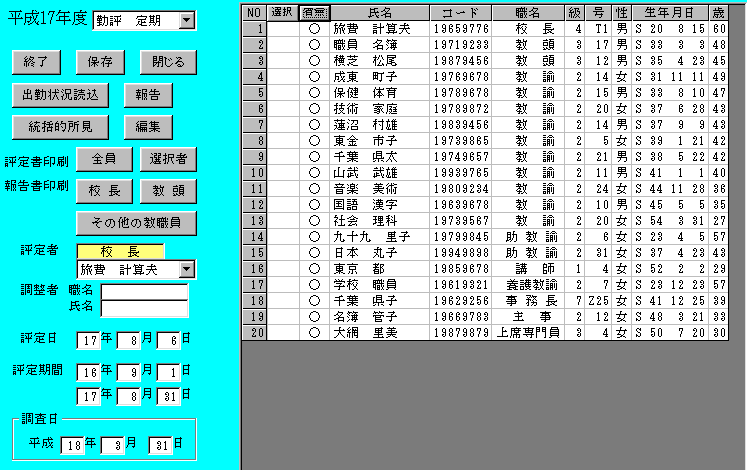 平成17年度 勤評 定期
終了 保存 閉じる
出勤状況読込 報告
統括的所見 編集
評定書印刷 全員 選択者
報告書印刷 校 長 教 頭
その他の教職員
評定者 校 長
旅費 計算夫
調整者 職名
氏名
評定日 17 年 8 月 6 日
評定期間 16 年 9 月 1 日
17 年 8 月 31 日
調査日
平成 18 年 3 月 31 日
NO 選択 有無 氏名 コード 職名 級 号 性 生年月日 歳
1 ○ 旅費 計算夫 19659776 校 長 4 T1 男 S 20 8 15 60
2 ○ 職員 名簿 19719233 教 頭 3 17 男 S 33 3 3 48
3 ○ 横芝 松尾 19879456 教 頭 3 12 男 S 35 4 23 45
4 ○ 成東 町子 19769678 教 諭 2 14 女 S 31 11 11 49
5 ○ 保健 体育 19789678 教 諭 2 15 男 S 33 8 10 47
6 ○ 技術 家庭 19789872 教 諭 2 20 女 S 37 6 28 43
7 ○ 蓮沼 村雄 19839456 教 諭 2 14 男 S 37 9 9 43
8 ○ 東金 市子 19739865 教 諭 2 5 女 S 39 1 21 42
9 ○ 千葉 県太 19749657 教 諭 2 21 男 S 38 5 22 42
10 ○ 山武 武雄 19939765 教 諭 2 11 男 S 41 1 1 40
11 ○ 音楽 美術 19809234 教 諭 2 24 女 S 44 11 28 36
12 ○ 国語 漢字 19639678 教 諭 2 10 男 S 45 5 5 35
13 ○ 社会 理科 19739567 教 諭 2 20 女 S 54 3 31 27
14 ○ 九十九 里子 19799845 助 教 諭 2 6 女 S 23 4 5 57
15 ○ 日本 丸子 19949898 助 教 諭 2 31 女 S 37 4 23 43
16 ○ 東京 都 19859678 講 師 1 4 女 S 52 2 2 29
17 ○ 学校 職員 19619321 養護教諭 2 7 女 S 23 12 23 57
18 ○ 千葉 県子 19629256 事 務 長 7 Z25 女 S 41 12 25 39
19 ○ 名簿 管子 19669783 主 事 2 12 女 S 48 3 21 33
20 ○ 大網 里美 19879879 上席専門員 3 4 女 S 50 7 20 30